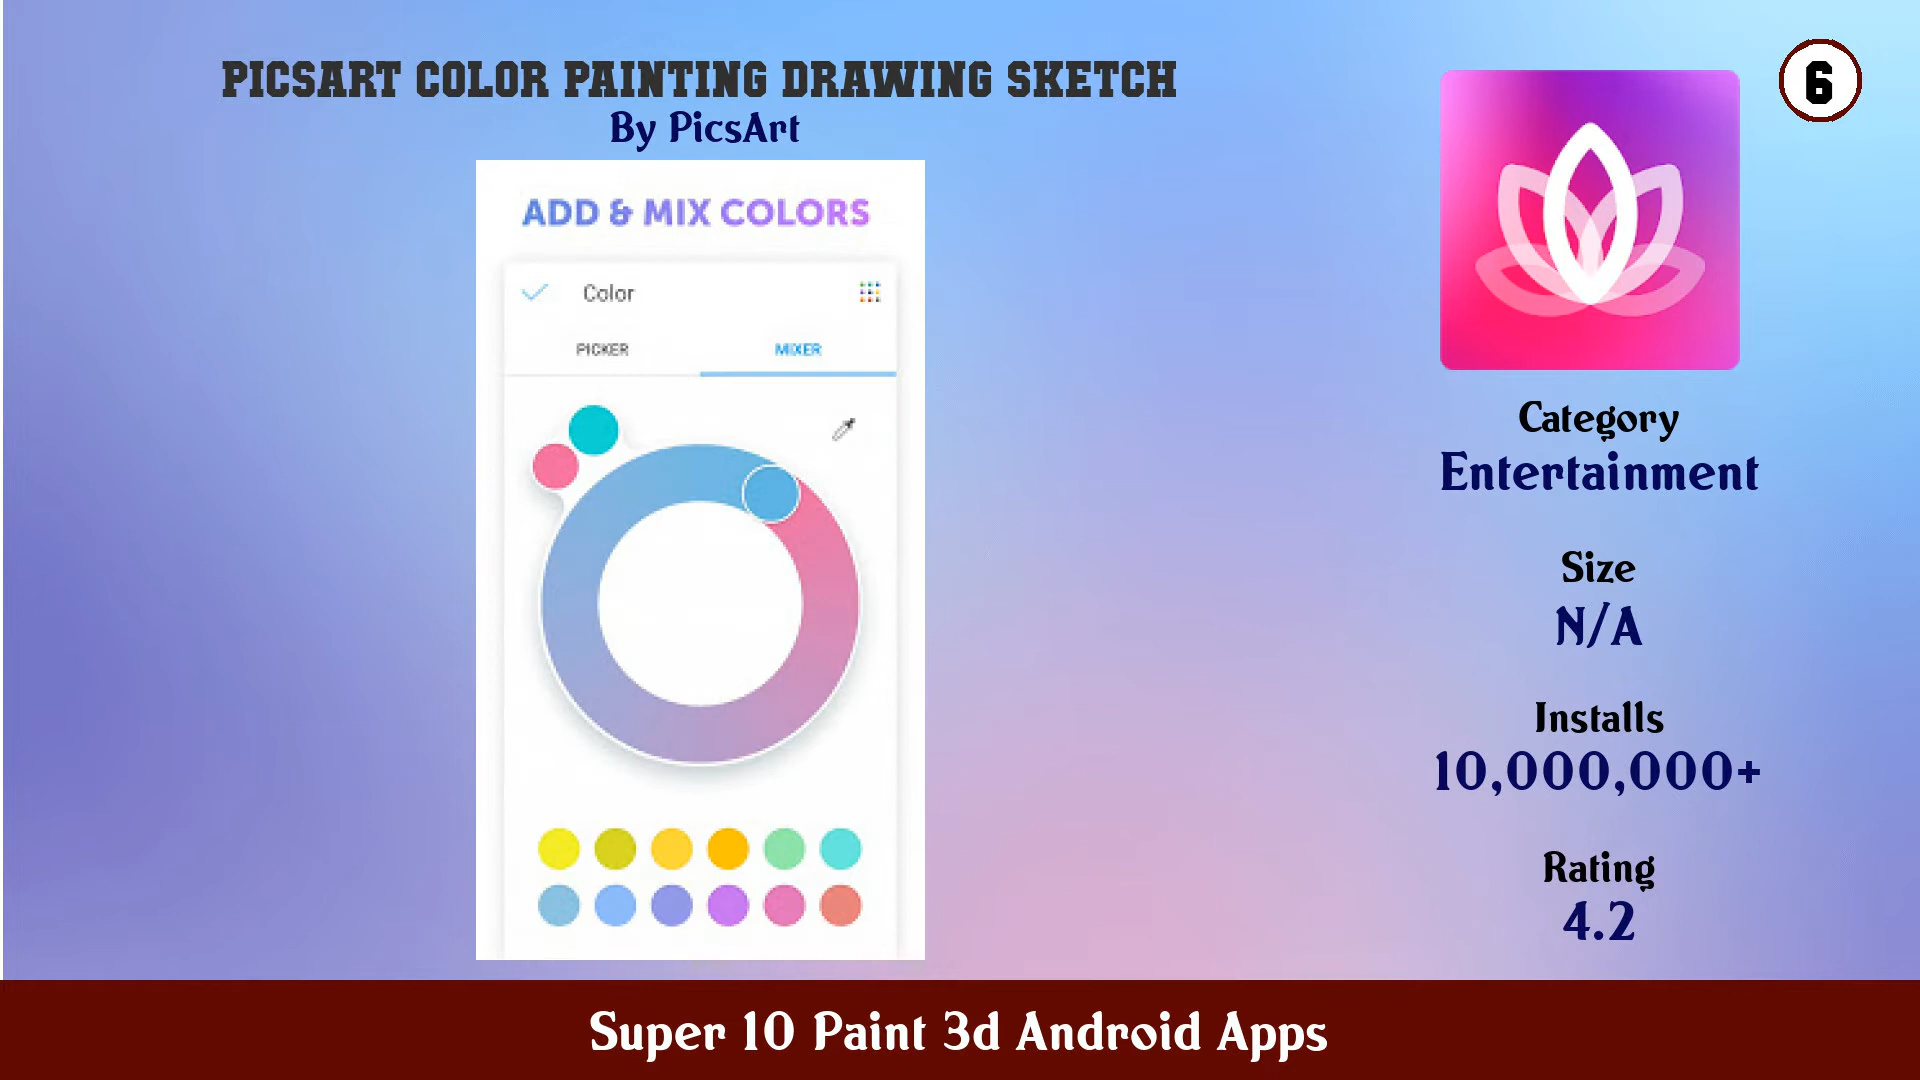 PICSART COLOR PAINTING DRAWING SKETCH
By PicsArt
6
ADD & MIX COLORS
Color
PICKER
MIXER
Category
Entertainment
Size
N/A
Installs
10,000,000+
Rating
4.2
Super 10 Paint 3d Android Apps